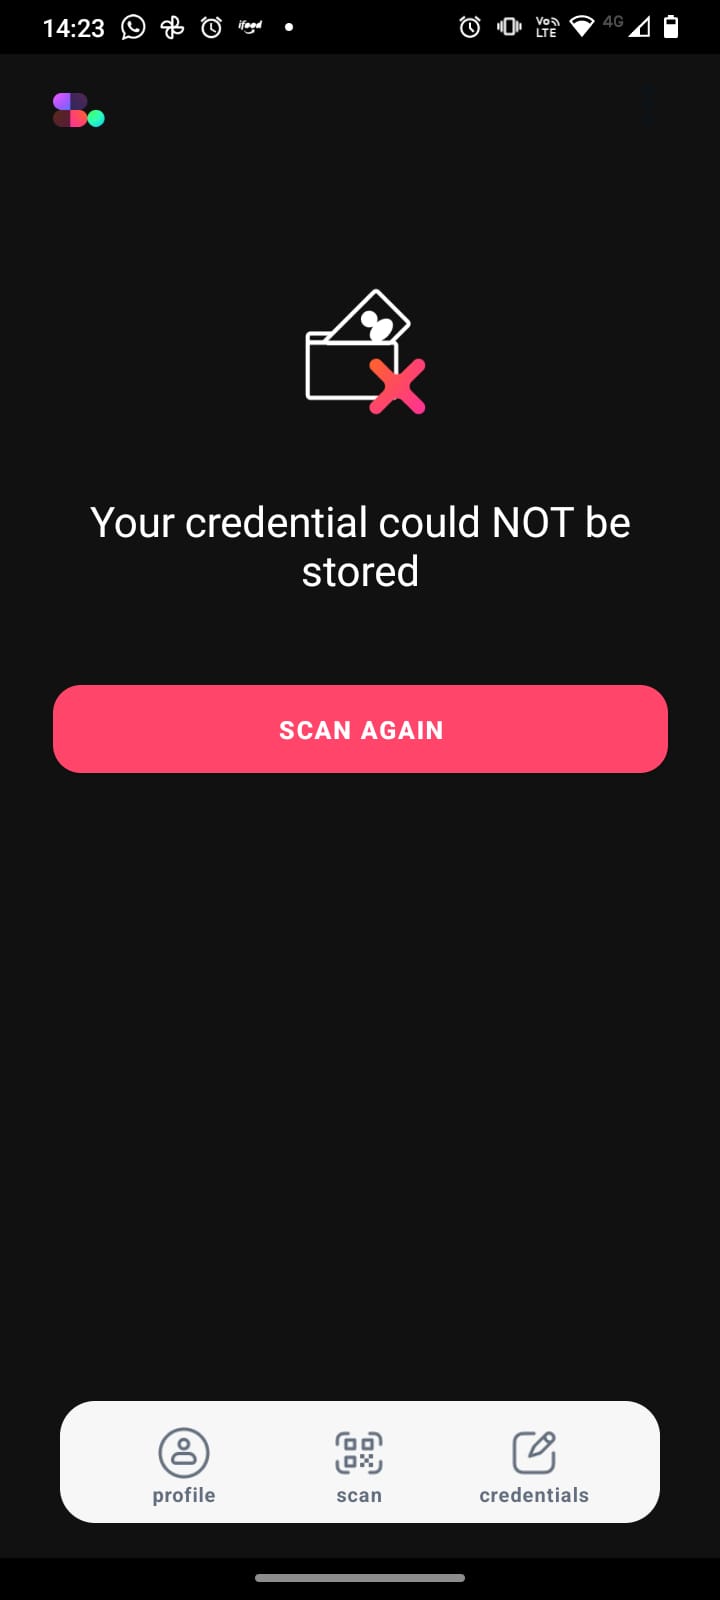 14:23
ifood
Vo
LTE
4G
Your credential could NOT be
stored
SCAN AGAIN
profile
scan
credentials